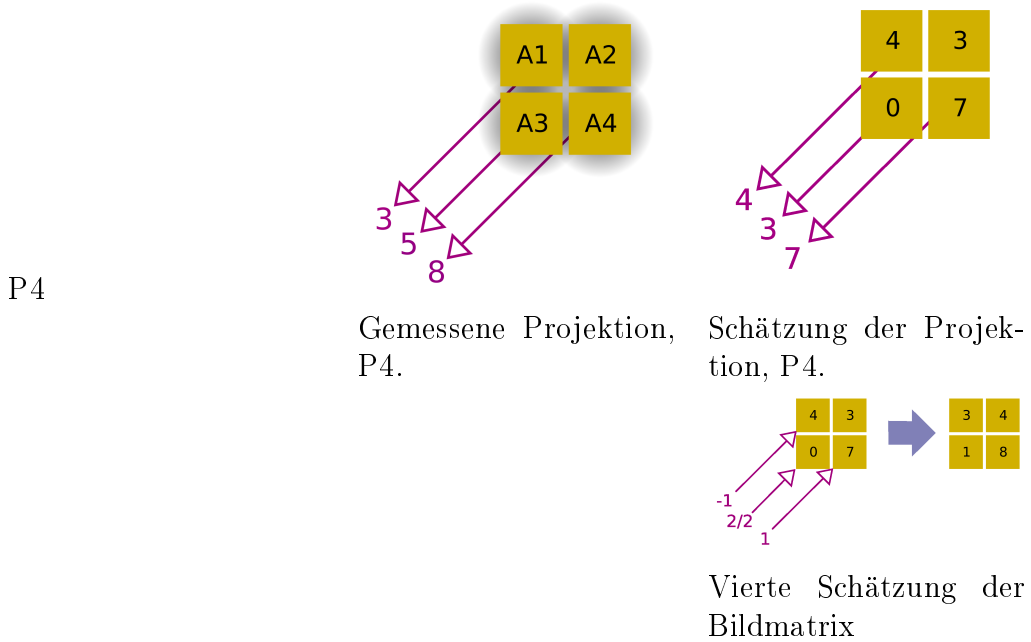 P4
A1 A2
A3 A4
3
5
8
Gemessene Projektion,
P4.
4 3
0 7
4
3
7
Schätzung der Projek-
tion, P4.
4 3 3 4
0 7 1 8
-1
2/2
1
Vierte Schätzung der
Bildmatrix